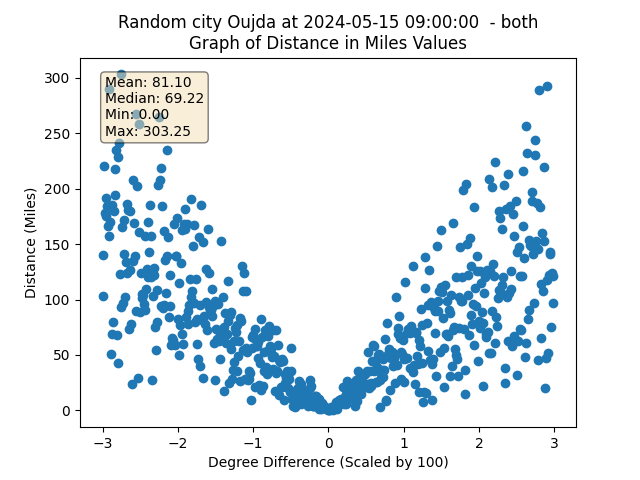 Random city Oujda at 2024-05-15 09:00:00  - both
Graph of Distance in Miles Values
Mean: 81.10
Median: 69.22
Min: 0.00
Max: 303.25
300
250
200
150
100
50
0
Distance (Miles)
−3 −2 −1 0 1 2 3
Degree Difference (Scaled by 100)